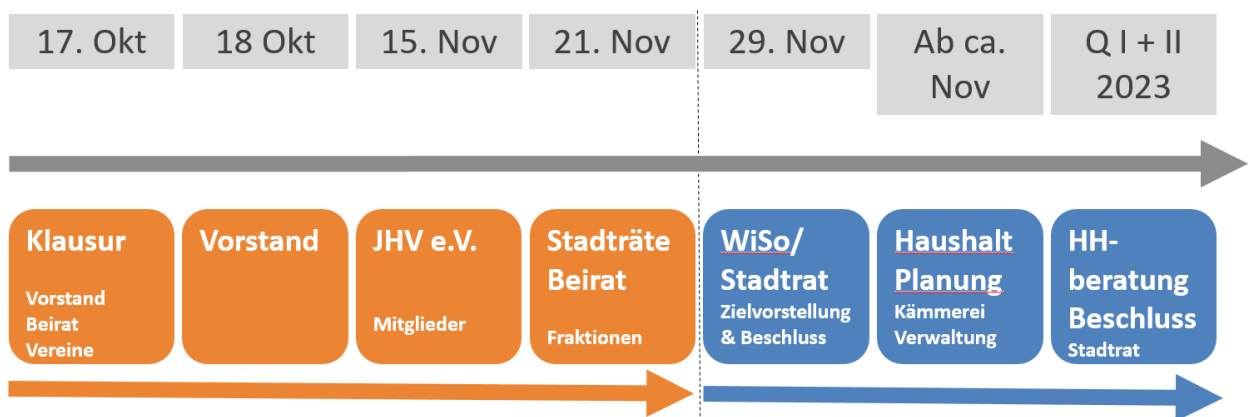 17. Okt
18 Okt
15. Nov
21. Nov
29. Nov
Ab ca.
Nov
Q I + II
2023
Klausur
Vorstand
Beirat
Vereine
Vorstand
JHV e.V.
Mitglieder
Stadträte
Beirat
Fraktionen
WiSo/
Stadtrat
Zielvorstellung
& Beschluss
Haushalt
Planung
Kämmerei
Verwaltung
HH-
beratung
Beschluss
Stadtrat